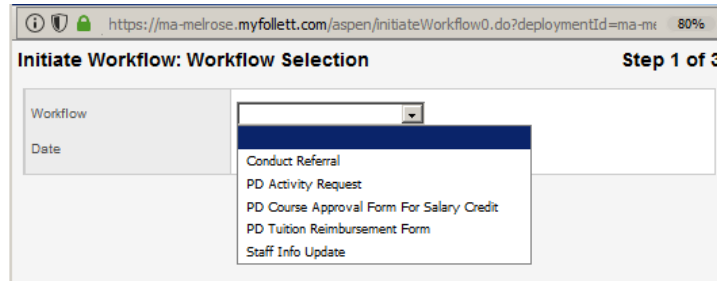 https://ma-melrose.myfollett.com/aspen/initiateWorkflow0.do?deploymentId=ma-me 80%
Initiate Workflow: Workflow Selection Step 1 of 3
Workflow
Date
Conduct Referral
PD Activity Request
PD Course Approval Form For Salary Credit
PD Tuition Reimbursement Form
Staff Info Update